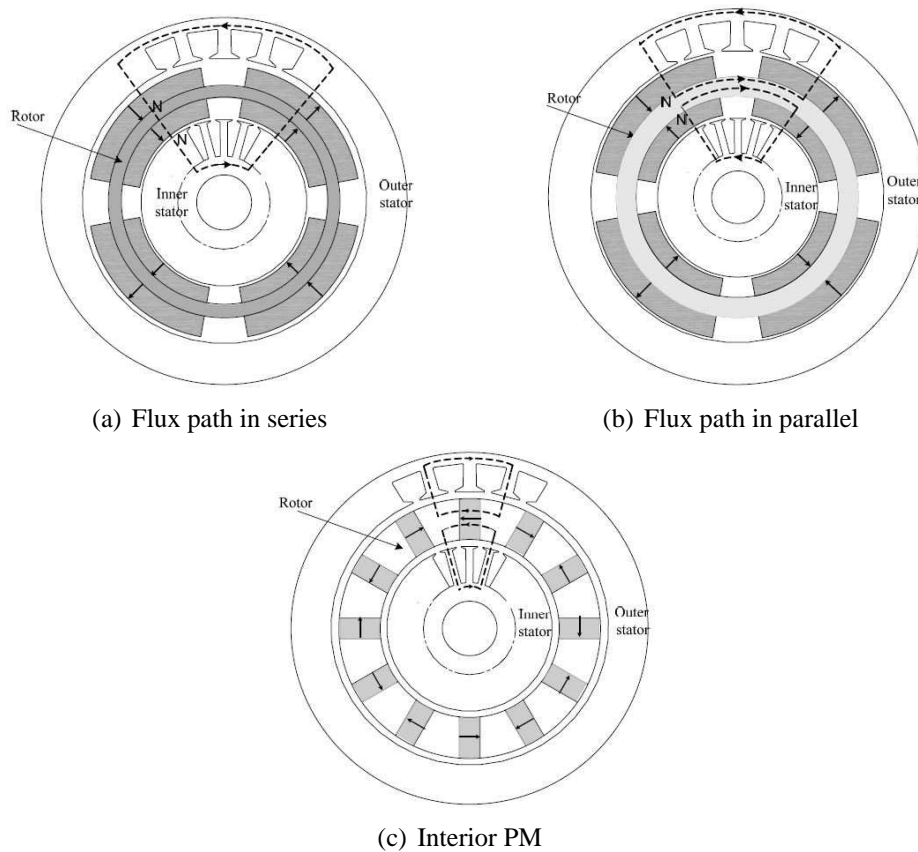 N
N
Rotor
Inner
stator
Outer
stator
(a) Flux path in series
N
N
Rotor
Inner
stator
Outer
stator
(b) Flux path in parallel
Rotor
Inner
stator
Outer
stator
(c) Interior PM